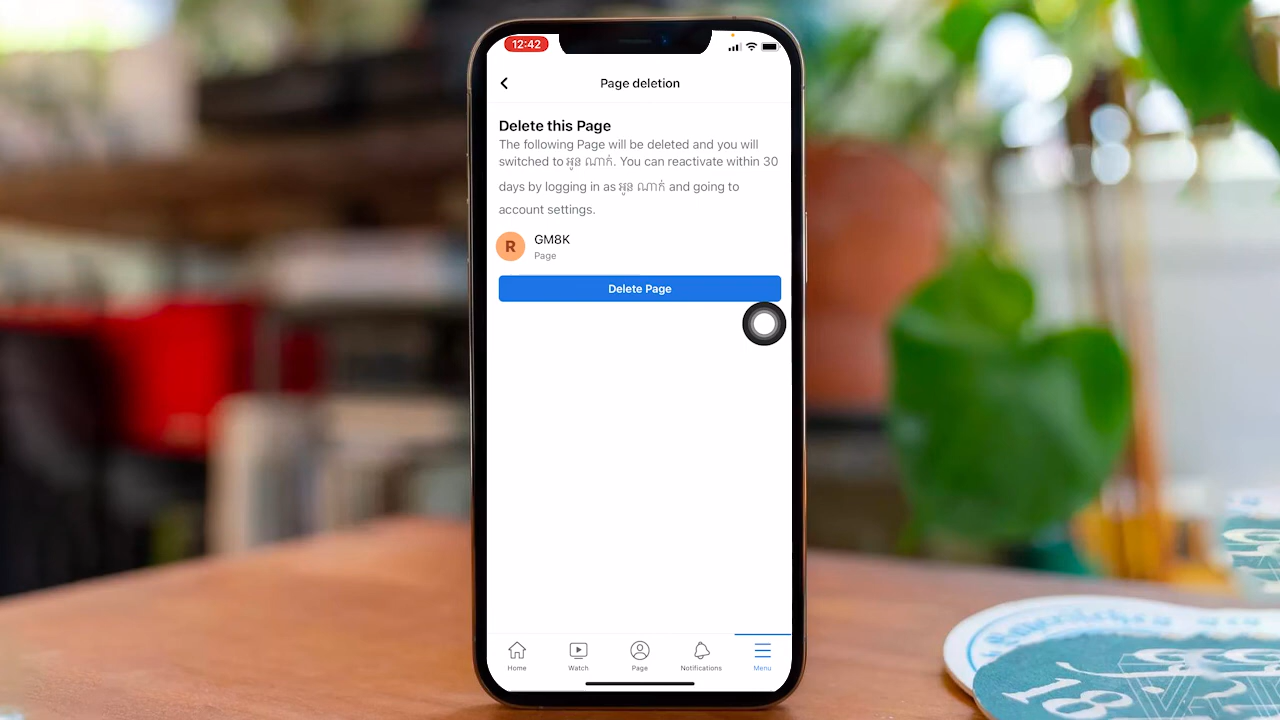 12:42
Page deletion
Delete this Page
The following Page will be deleted and you will
switched to អូន ណាក់. You can reactivate within 30
days by logging in as អូន ណាក់ and going to
account settings.
R
GM8K
Page
Delete Page
Home
Watch
Page
Notifications
Menu
18